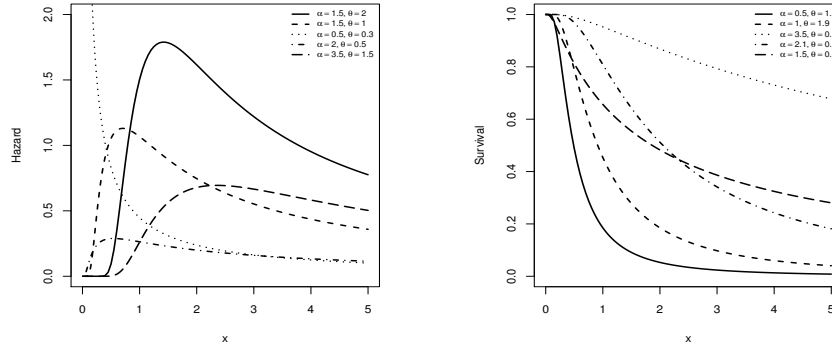 Hazard
2.0
1.5
1.0
0.5
0.0
0 1 2 3 4 5
x
α = 1.5, θ = 2
α = 1.5, θ = 1
α = 0.5, θ = 0.3
α = 2, θ = 0.5
α = 3.5, θ = 1.5
Survival
1.0
0.8
0.6
0.4
0.2
0.0
0 1 2 3 4 5
x
α = 0.5, θ = 1.
α = 1, θ = 1.9
α = 3.5, θ = 0.
α = 2.1, θ = 0.
α = 1.5, θ = 0.